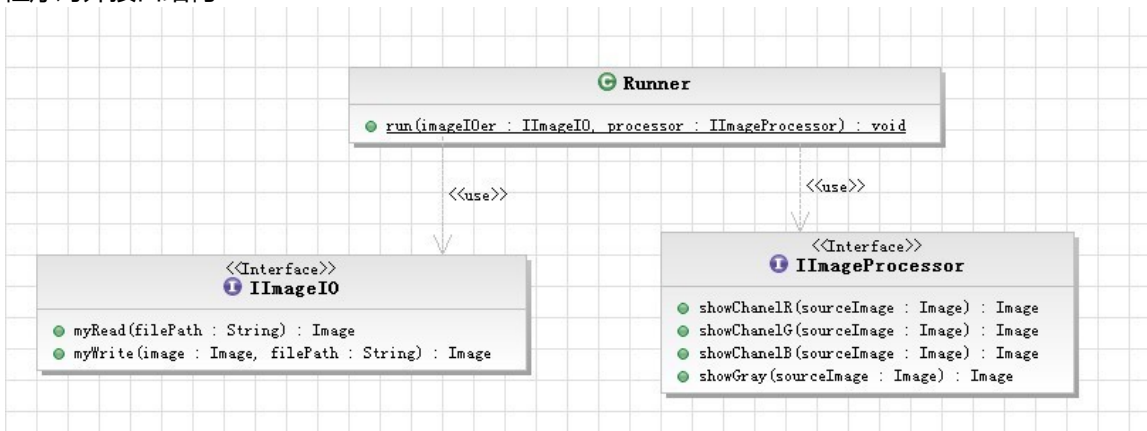 Runner
run(imageIOer : IImageIO, processor : IImageProcessor) : void
<<use>>
<<use>>
<<Interface>>
IImageIO
myRead(filePath : String) : Image
myWrite(image : Image, filePath : String) : Image
<<Interface>>
IImageProcessor
showChanelR(sourceImage : Image) : Image
showChanelG(sourceImage : Image) : Image
showChanelB(sourceImage : Image) : Image
showGray(sourceImage : Image) : Image